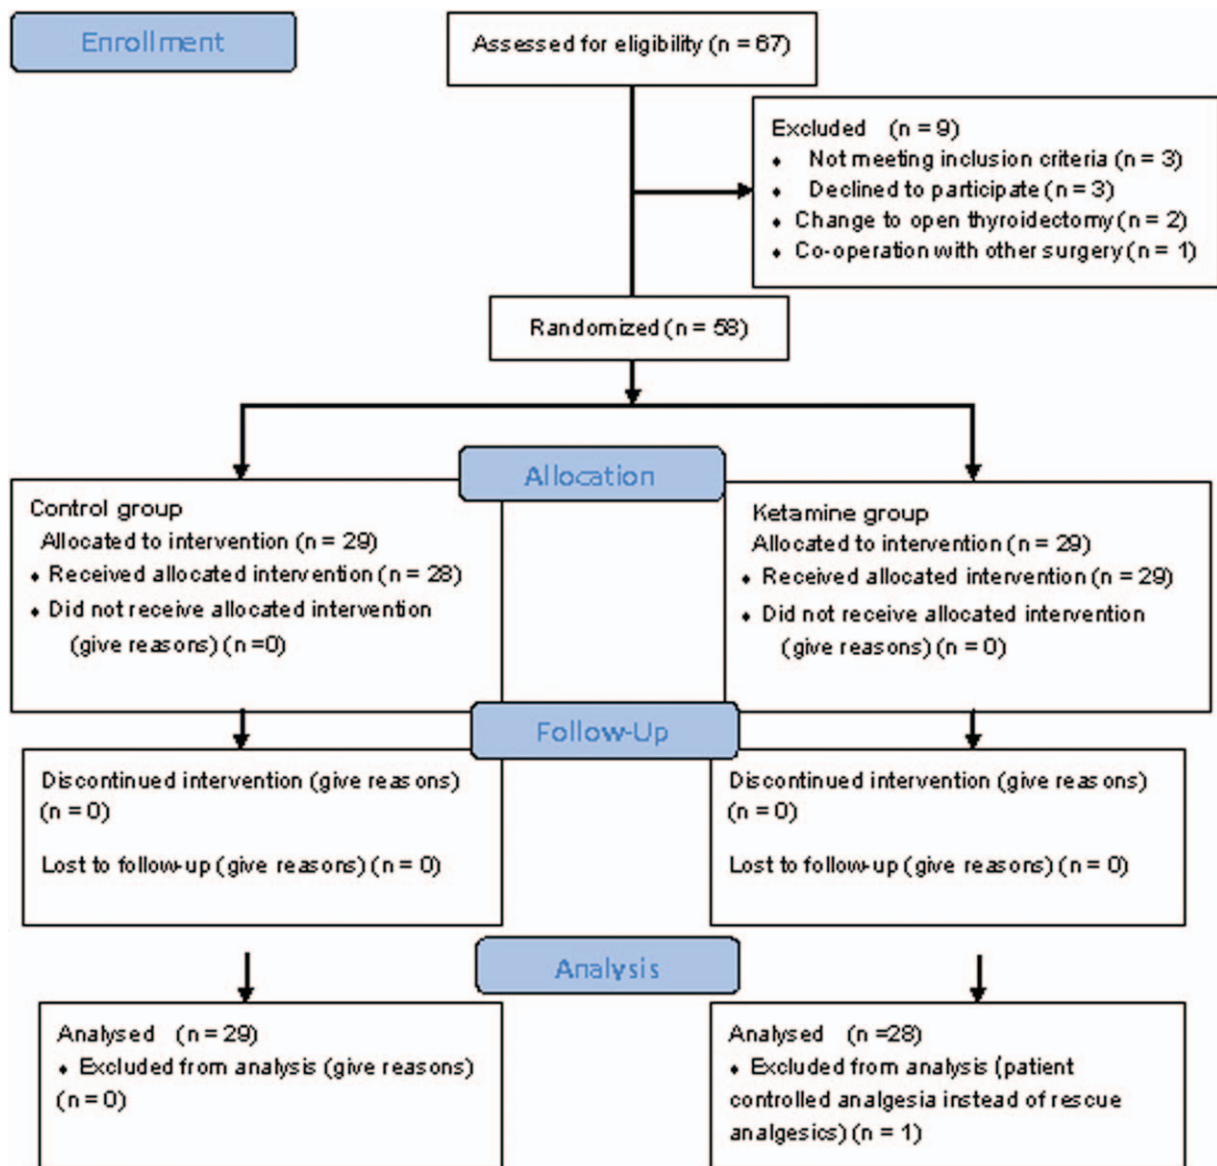 Enrollment
Assessed for eligibility (n = 67)
Excluded (n = 9)
⬧ Not meeting inclusion criteria (n = 3)
⬧ Declined to participate (n = 3)
⬧ Change to open thyroidectomy (n = 2)
⬧ Co-operation with other surgery (n = 1)
Randomized (n = 58)
Allocation
Control group
Allocated to intervention (n = 29)
⬧ Received allocated intervention (n = 28)
⬧ Did not receive allocated intervention
(give reasons) (n =0)
Ketamine group
Allocated to intervention (n = 29)
⬧ Received allocated intervention (n = 29)
⬧ Did not receive allocated intervention
(give reasons) (n = 0)
Follow-Up
Discontinued intervention (give reasons)
(n = 0)
Lost to follow-up (give reasons) (n = 0)
Discontinued intervention (give reasons)
(n = 0)
Lost to follow-up (give reasons) (n = 0)
Analysis
Analysed (n = 29)
⬧ Excluded from analysis (give reasons)
(n = 0)
Analysed (n =28)
⬧ Excluded from analysis (patient
controlled analgesia instead of rescue
analgesics) (n = 1)